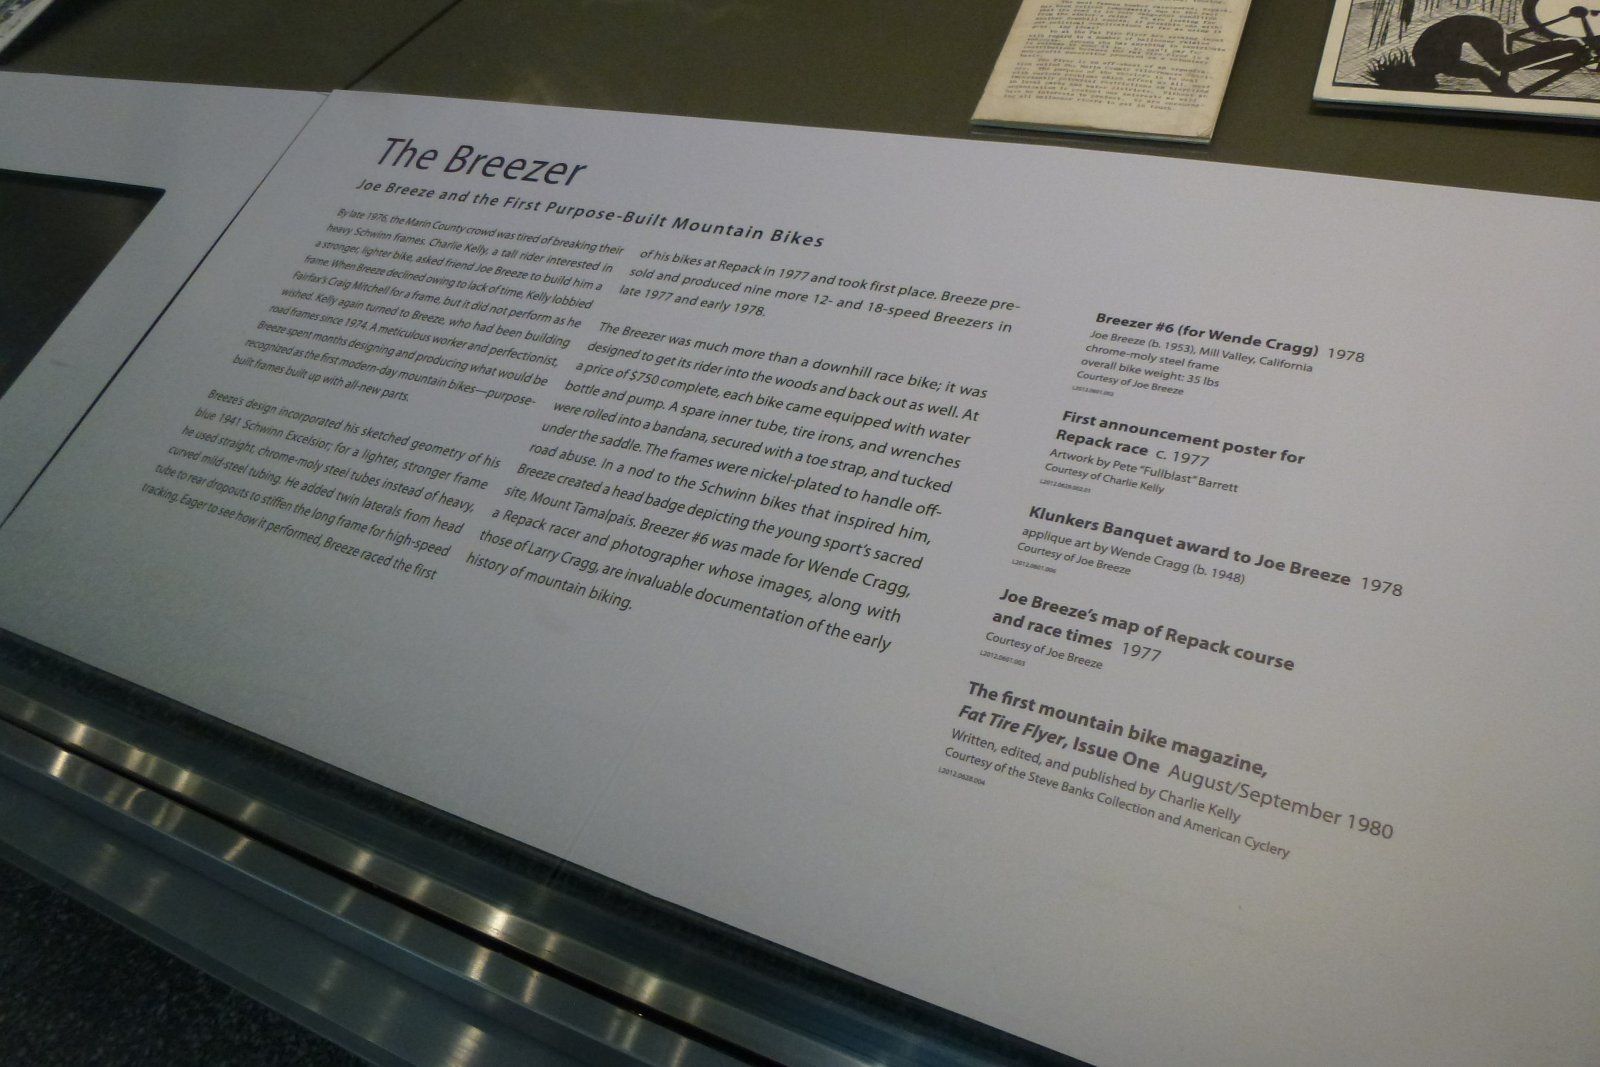 The Breezer
Joe Breeze and the First Purpose-Built Mountain Bikes
By late 1976, the Marin County crowd was tired of breaking their
heavy Schwinn frames. Charlie Kelly, a tall rider interested in
a stronger, lighter bike, asked friend Joe Breeze to build him a
frame. When Breeze declined owing to lack of time, Kelly lobbied
Fairfax's Craig Mitchell for a frame, but it did not perform as he
wished. Kelly again turned to Breeze, who had been building
road frames since 1974. A meticulous worker and perfectionist,
Breeze spent months designing and producing what would be
recognized as the first modern-day mountain bikes—purpose-
built frames built up with all-new parts.
Breeze's design incorporated his sketched geometry of his
blue 1941 Schwinn Excelsior; for a lighter, stronger frame
he used straight, chrome-moly steel tubes instead of heavy,
curved mild-steel tubing. He added twin laterals from head
tube to rear dropouts to stiffen the long frame for high-speed
tracking. Eager to see how it performed, Breeze raced the first
of his bikes at Repack in 1977 and took first place. Breeze pre-
sold and produced nine more 12- and 18-speed Breezers in
late 1977 and early 1978.
The Breezer was much more than a downhill race bike; it was
designed to get its rider into the woods and back out as well. At
a price of $750 complete, each bike came equipped with water
bottle and pump. A spare inner tube, tire irons, and wrenches
were rolled into a bandana, secured with a toe strap, and tucked
under the saddle. The frames were nickel-plated to handle off-
road abuse. In a nod to the Schwinn bikes that inspired him,
Breeze created a head badge depicting the young sport's sacred
site, Mount Tamalpais. Breezer #6 was made for Wende Cragg,
a Repack racer and photographer whose images, along with
those of Larry Cragg, are invaluable documentation of the early
history of mountain biking.
Breezer #6 (for Wende Cragg) 1978
Joe Breeze (b. 1953), Mill Valley, California
chrome-moly steel frame
overall bike weight: 35 lbs
Courtesy of Joe Breeze
First announcement poster for
Repack race c. 1977
Artwork by Pete "Fullblast" Barrett
Courtesy of Charlie Kelly
L2012.0628.002.01
Klunkers Banquet award to Joe Breeze 1978
applique art by Wende Cragg (b. 1948)
Courtesy of Joe Breeze
L2012.0601.006
Joe Breeze's map of Repack course
and race times 1977
Courtesy of Joe Breeze
L2012.0601.003
The first mountain bike magazine,
Fat Tire Flyer, Issue One August/September 1980
Written, edited, and published by Charlie Kelly
Courtesy of the Steve Banks Collection and American Cyclery
L2012.0628.004